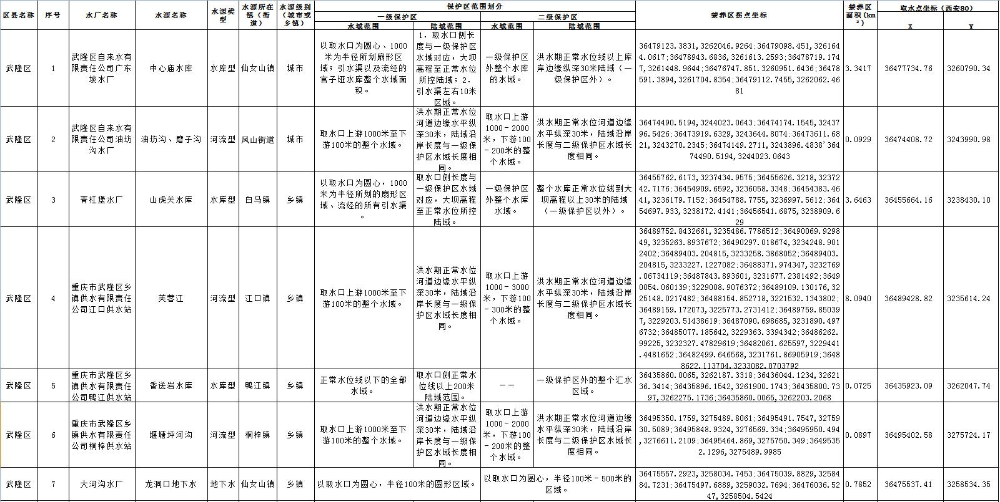 区县名称
序号
水厂名称
水源名称
水源类
型
水源所在
镇（街
道）
水源级别
（城市或
乡镇）
保护区范围划分
一级保护区
二级保护区
水域范围
陆域范围
水域范围
陆域范围
禁养区拐点坐标
禁养区
面积(km
²)
取水点坐标（西安80）
X
Y
武隆区
1
武隆区自来水有
限责任公司广东
坡水厂
中心庙水库
水库型
仙女山镇
城市
以取水口为圆心、1000
米为半径所划扇形区
域；引水渠以及流经的
官子垭水库整个水域面
积。
1．取水口侧长
度与一级保护区
水域对应，大坝
高程至正常水位
所控陆域；2．
引水渠左右10米
区域。
一级保护区
外整个水库
的水域。
洪水期正常水位线以上库
岸边缘纵深30米陆域（一
级保护区外）。
36479123.3831,3262046.9264;36479098.451,326164
4.0617;36478943.6836,3261613.2593;36478719.174
7,3261448.9644;36476747.851.3260951.6436;36478
591.3894,3261704.8354;36479112.7455,3262062.46
81
3.3417
36477734.76
3260790.34
武隆区
2
武隆区自来水有
限责任公司油坊
沟水厂
油坊沟、磨子沟
河流型
凤山街道
城市
取水口上游1000米至下
游100米的整个水域。
洪水期正常水位
河道边缘水平纵
深30米，陆域沿
岸长度与一级保
护区水域长度相
同。
取水口上游
1000-2000
米，下游100
-200米的整
个水域。
洪水期正常水位河道边缘
水平纵深30米，陆域沿岸
长度与二级保护区水域长
度相同。
36474490.5194,3244023.0643;36474174.1545,32437
96.5426;36473919.6329,3243644.8074;36473611.68
21,3243270.2345;36474149.2711,3243896.4838'364
74490.5194,3244023.0643
0.0929
36474408.72
3243990.98
武隆区
3
青杠堡水厂
山虎关水库
水库型
白马镇
乡镇
以取水口为圆心，1000
米为半径所划的扇形区
域、流经的所有引水渠
。
取水口侧长度与
一级保护区水域
对应，大坝高程
至正常水位所控
陆域。
一级保护区
外整个水库
水域。
整个水库正常水位线到大
坝高程以上30米的陆域
（一级保护区以外）。
36455762.6173,3237434.9575;36455626.3218,32372
42.7176;36454909.6592,3236058.3348;36454383.46
41,3236179.7152;36454788.7755,3236997.5612;364
54697.933,3238172.4141;36456541.6875,3238909.6
29
3.6463
36455664.16
3238430.10
武隆区
4
重庆市武隆区乡
镇供水有限责任
公司江口供水站
芙蓉江
河流型
江口镇
乡镇
取水口上游1000米至下
游100米的整个水域。
洪水期正常水位
河道边缘水平纵
深30米，陆域沿
岸长度与一级保
护区水域长度相
同。
取水口上游
1000-3000
米，下游100
-300米的整
个水域。
洪水期正常水位河道边缘
水平纵深30米，陆域沿岸
长度与二级保护区水域长
度相同。
36489752.8432661,3235486.7786512;36490069.9298
49,3235263.8937672;36490297.018674,3234248.901
2402;36489403.204815,3233258.3868052;36489403.
204815,3233227.1227082;36488371.974347,3232769
.06734119;36487843.893601,3231677.2381492;3649
0054.060139;3229008.9076372;36489109.130176,32
25148.0217482;36488154.852718,3221532.1343802;
36489159.172073,3225773.2731412;36489759.85039
7,3229203.51438619;36487090.698685,3231890.497
6732;36485077.185642,3229363.3394342;36486262.
99225,3232327.47829619;36482061.625597,3229441
.4481652;36482499.646568,3231761.86905919;3648
8622.113704,3233082.0703792
8.0940
36489428.82
3235614.24
武隆区
5
重庆市武隆区乡
镇供水有限责任
公司鸭江供水站
香送岩水库
水库型
鸭江镇
乡镇
正常水位线以下的全部
水域。
取水口侧正常水
位线以上200米
陆域范围。
——
一级保护区外的整个汇水
区域。
36435860.0065,3262187.3318;36436044.1234,32621
36.3414;36435896.1542,3261900.1743;36435800.73
97,3262275.1736;36435860.0065,3262203.2068
0.0725
36435923.09
3262047.74
武隆区
6
重庆市武隆区乡
镇供水有限责任
公司桐梓供水站
堰塘坪河沟
河流型
桐梓镇
乡镇
取水口上游1000米至下
游100米的整个水域。
洪水期正常水位
河道边缘水平纵
深30米，陆域沿
岸长度与一级保
护区水域长度相
同。
取水口上游
1000-2000
米，下游100
-200米的整
个水域。
洪水期正常水位河道边缘
水平纵深30米，陆域沿岸
长度与二级保护区水域长
度相同。
36495350.1759,3275489.8061;36495491.7547,32759
30.5089;36495848.9324,3276569.334;36495950.494
,3276611.2109;36495464.869,3275750.349;3649535
2.1296,3275489.9985
0.0897
36495402.58
3275724.17
武隆区
7
大河沟水厂
龙洞口地下水
地下水
仙女山镇
乡镇
以取水口为圆心，半径100米的圆形区域。
以取水口为圆心，半径100米-500米的
区域。
36475557.2923,3258034.7453;36475039.8829,32584
84.7231;36475497.6889,3259032.7694;36476036.52
47,3258504.5424
0.7852
36475537.41
3258534.35